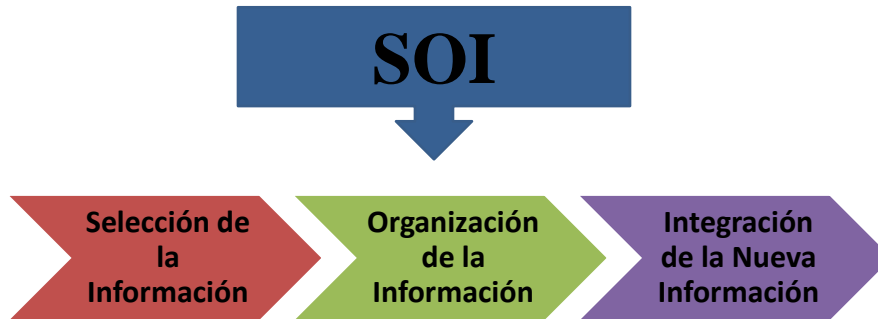 SOI
Selección de
la
Información
Organización
de la
Información
Integración
de la Nueva
Información